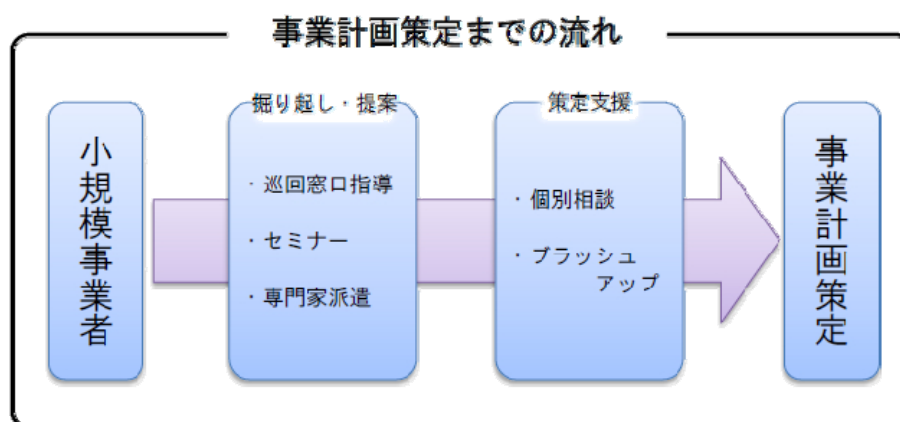 事業計画策定までの流れ
小規模事業者
掘り起し・提案
・巡回窓口指導
・セミナー
・専門家派遣
策定支援
・個別相談
・ブラッシュ
アップ
事業計画策定